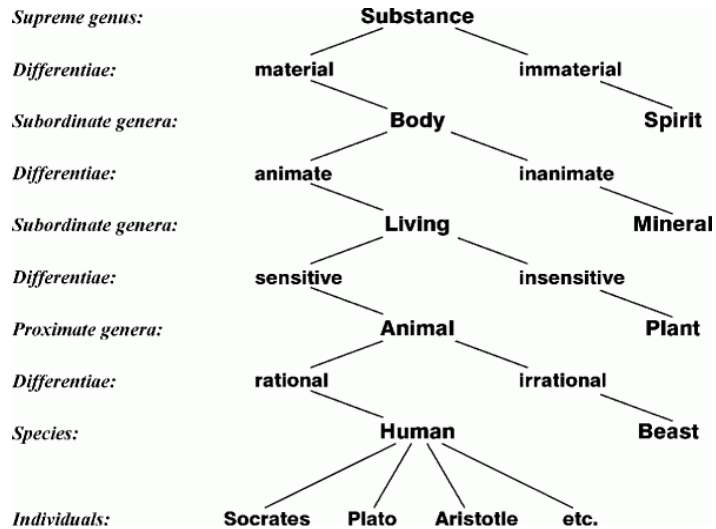 Supreme genus: Substance
Differentiae: material immaterial
Subordinate genera: Body Spirit
Differentiae: animate inanimate
Subordinate genera: Living Mineral
Differentiae: sensitive insensitive
Proximate genera: Animal Plant
Differentiae: rational irrational
Species: Human Beast
Individuals: Socrates Plato Aristotle etc.